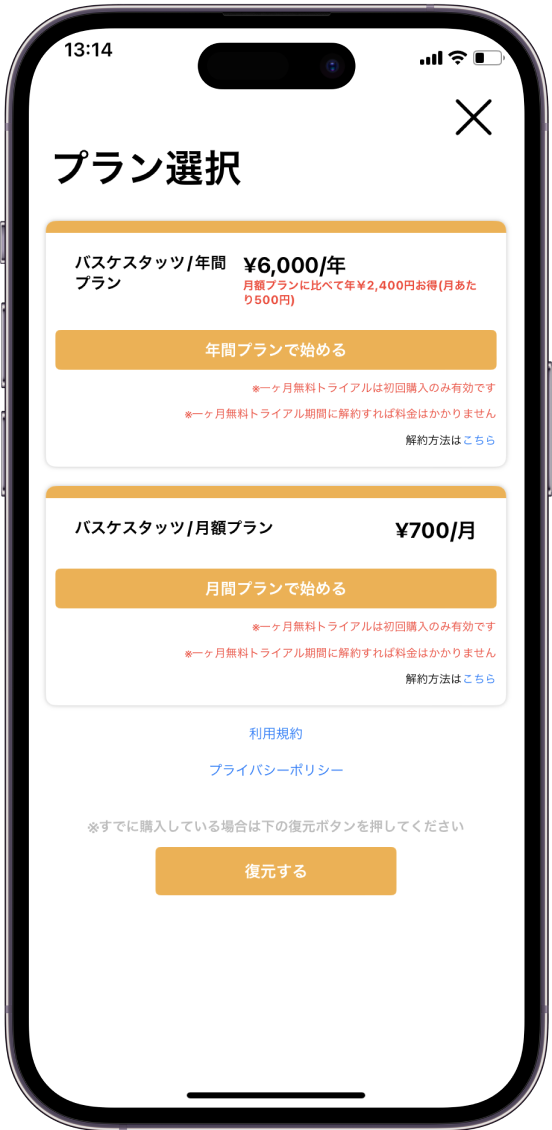 13:14
プラン選択
バスケスタッツ/年間
プラン
¥6,000/年
月額プランに比べて年￥2,400円お得(月あた
り500円)
年間プランで始める
※一ヶ月無料トライアルは初回購入のみ有効です
※一ヶ月無料トライアル期間に解約すれば料金はかかりません
解約方法はこちら
バスケスタッツ/月額プラン
¥700/月
月間プランで始める
※一ヶ月無料トライアルは初回購入のみ有効です
※一ヶ月無料トライアル期間に解約すれば料金はかかりません
解約方法はこちら
利用規約
プライバシーポリシー
※すでに購入している場合は下の復元ボタンを押してください
復元する